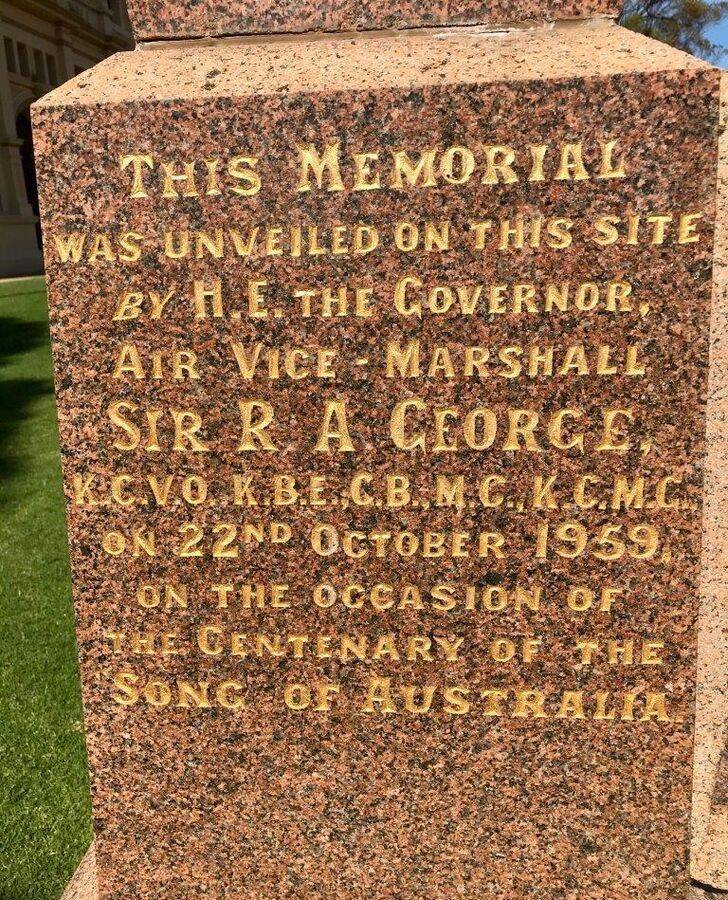 THIS MEMORIAL
WAS UNVEILED ON THIS SITE
BY H.E. THE GOVERNOR,
AIR VICE-MARSHALL
SIR R A GEORGE,
K.C.V.O. K.B.E., C.B., M.C., K.C.M.G.
ON 22ND OCTOBER 1959,
ON THE OCCASION OF
THE CENTENARY OF THE
SONG OF AUSTRALIA